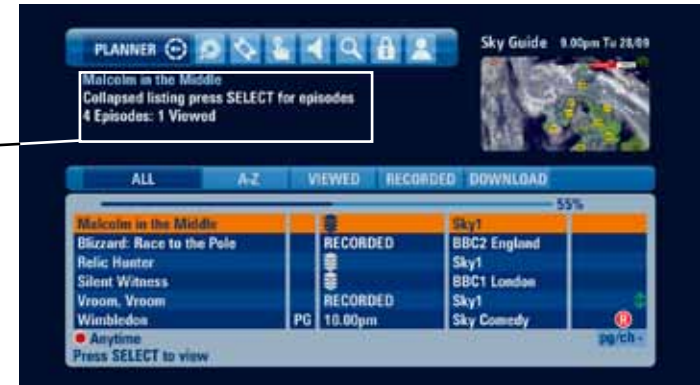 PLANNER
Sky Guide 9.00pm Tu 28/09
Malcolm in the Middle
Collapsed listing press SELECT for episodes
4 Episodes: 1 Viewed
ALL A-Z VIEWED RECORDED DOWNLOAD
55%
Malcolm in the Middle Sky1
Blizzard: Race to the Pole RECORDED BBC2 England
Relic Hunter Sky1
Silent Witness BBC1 London
Vroom, Vroom RECORDED Sky1
Wimbledon PG 10.00pm Sky Comedy R
Anytime pg/ch -
Press SELECT to view